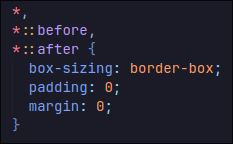 *,
*::before,
*::after {
  box-sizing: border-box;
  padding: 0;
  margin: 0;
}